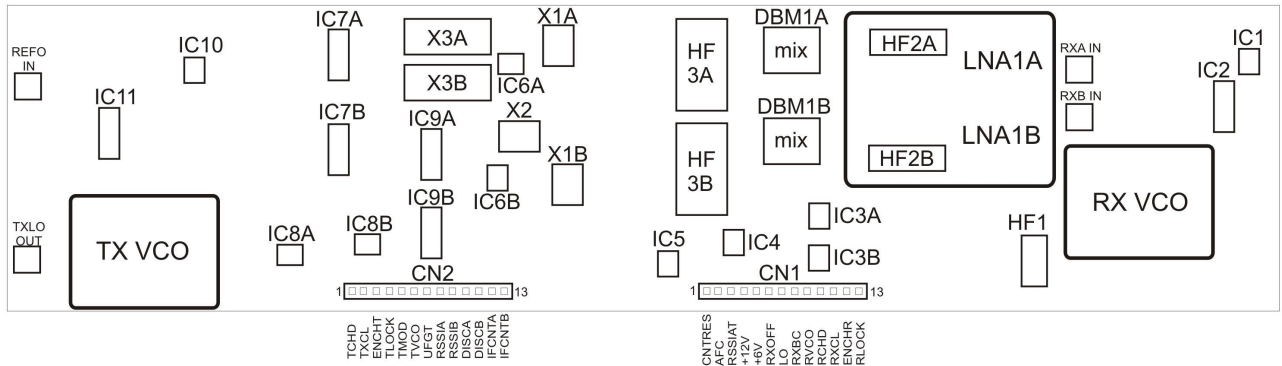 REFO
IN
IC10
IC11
IC7A
X3A
X3B
IC6A
X1A
IC7B
IC9A
X2
X1B
IC6B
IC9B
IC8A
IC8B
TXLO
OUT
TX VCO
CN2
1
13
TCHD
TXCL
ENCHT
TLOCK
TMOD
TVCO
UFGT
RSSIA
RSSIB
DISCA
DISCB
IFCNTA
IFCNTB
HF
3A
HF
3B
DBM1A
mix
DBM1B
mix
HF2A
LNA1A
LNA1B
HF2B
RXA IN
RXB IN
IC1
IC2
RX VCO
HF1
IC3A
IC3B
IC4
IC5
CN1
1
13
CNTRES
AFC
RSSIAT
+12V
+6V
RXOFF
LO
RXBC
RVCO
RCHD
RXCL
ENCHR
RLOCK